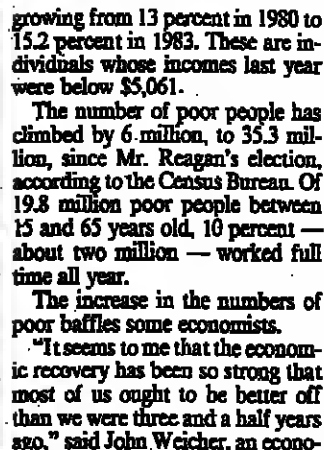 growing from 13 percent in 1980 to
15.2 percent in 1983. These are in-
dividuals whose incomes last year
were below $5,061.
The number of poor people has
climbed by 6 million, to 35.3 mil-
lion, since Mr. Reagan's election,
according to the Census Bureau. Of
19.8 million poor people between
15 and 65 years old, 10 percent —
about two million — worked full
time all year.
The increase in the numbers of
poor baffles some economists.
"It seems to me that the econom-
ic recovery has been so strong that
most of us ought to be better off
than we were three and a half years
ago," said John Weicher, an econo-